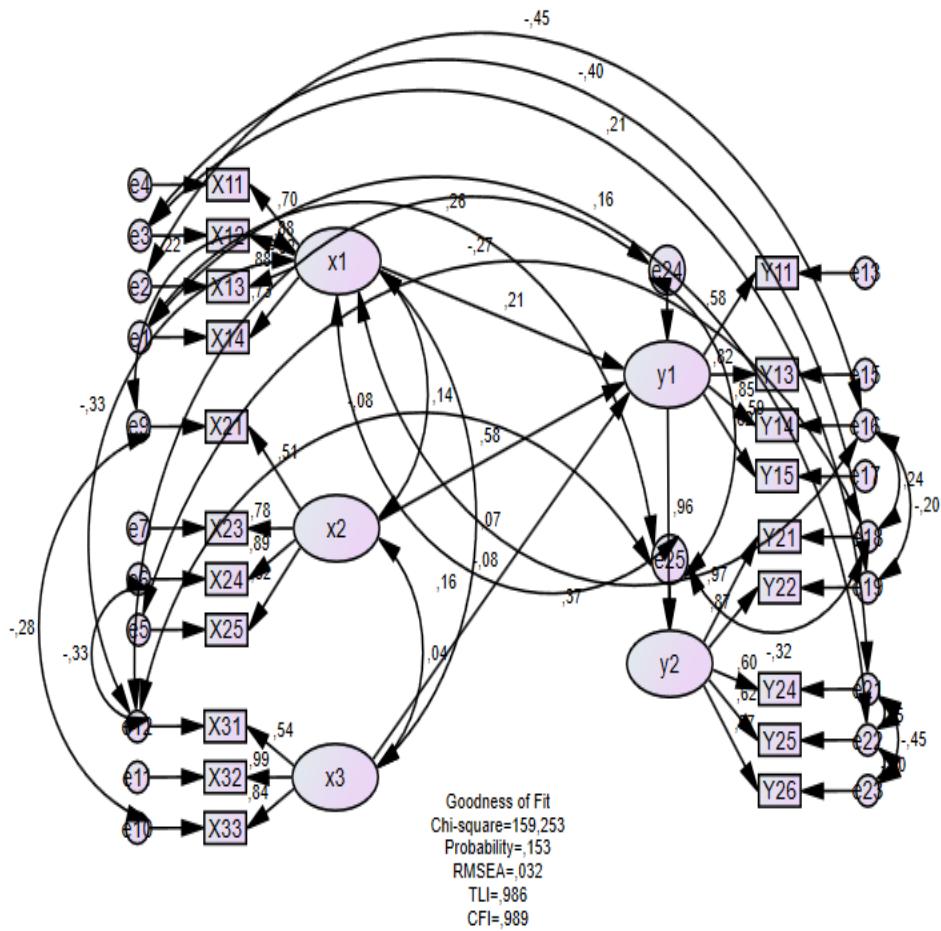 -,45
-,40
,21
e4
X11
,70
,26
,16
e3
X12
,22
-,27
x1
e24
Y11
e13
e2
X13
,88
,73
,21
,58
e1
X14
,82
y1
Y13
e15
-,33
-,08
,14
,85
,59
Y14
e16
e9
X21
,51
,58
Y15
e17
,24
-,20
e7
X23
,78
x2
,07
,96
Y21
e18
,89
e6
X24
e25
,97
-,08
,16
,37
,87
Y22
e19
e5
X25
-,28
-,33
,04
y2
,60
-,32
,62
Y24
e21
e12
X31
,54
Y25
e22
-,45
e11
X32
,99
x3
Y26
e23
,84
e10
X33
Goodness of Fit
Chi-square=159,253
Probability=,153
RMSEA=,032
TLI=,986
CFI=,989